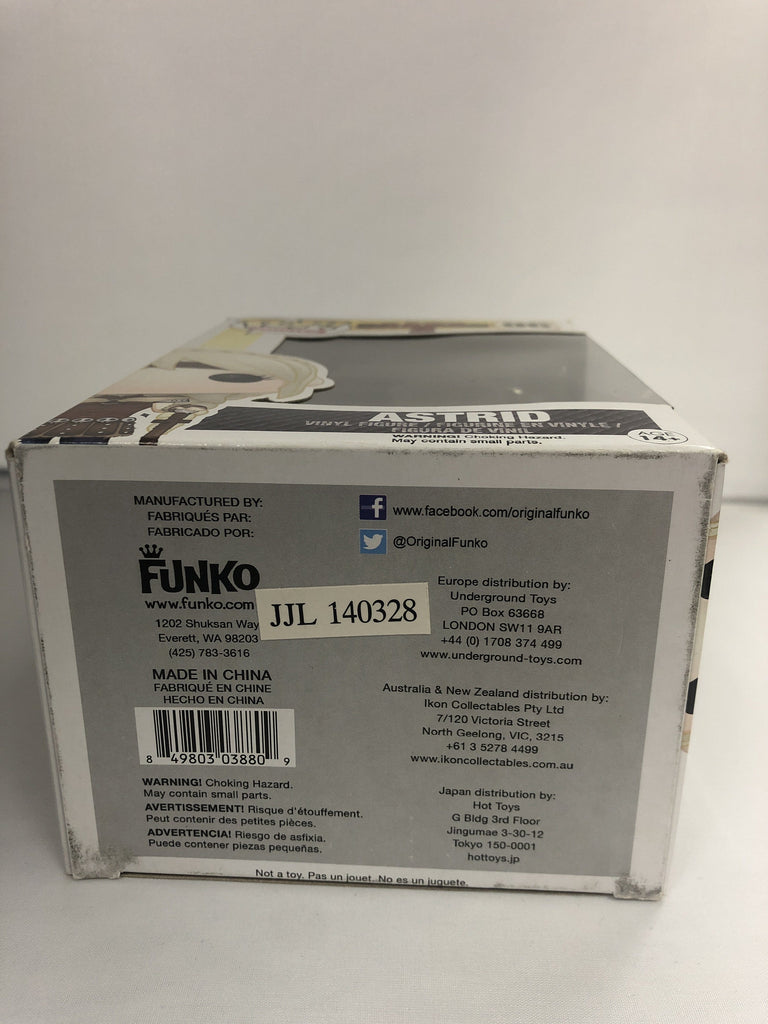 ASTRID
VINYL FIGURE / FIGURINE EN VINYLE /
FIGURA DE VINIL
WARNING! Choking Hazard.
May contain small parts.
AGE
14+
MANUFACTURED BY:
FABRIQUÉS PAR:
FABRICADO POR:
FUNKO
www.funko.com
1202 Shuksan Way
Everett, WA 98203
(425) 783-3616
MADE IN CHINA
FABRIQUÉ EN CHINE
HECHO EN CHINA
8 49803 03880 9
WARNING! Choking Hazard.
May contain small parts.
AVERTISSEMENT! Risque d'étouffement.
Peut contenir des petites pièces.
ADVERTENCIA! Riesgo de asfixia.
Puede contener piezas pequeñas.
JJL 140328
f www.facebook.com/originalfunko
@OriginalFunko
Europe distribution by:
Underground Toys
PO Box 63668
LONDON SW11 9AR
+44 (0) 1708 374 499
www.underground-toys.com
Australia & New Zealand distribution by:
Ikon Collectables Pty Ltd
7/120 Victoria Street
North Geelong, VIC, 3215
+61 3 5278 4499
www.ikoncollectables.com.au
Japan distribution by:
Hot Toys
G Bldg 3rd Floor
Jingumae 3-30-12
Tokyo 150-0001
hottoys.jp
Not a toy. Pas un jouet. No es un juguete.